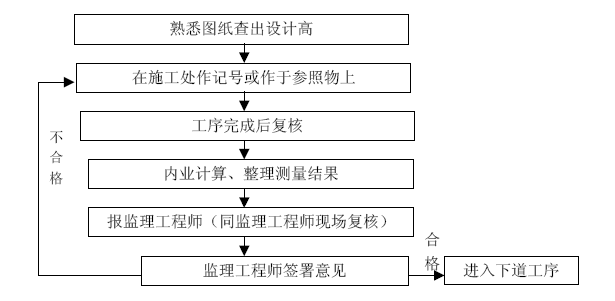 熟悉图纸查出设计高
在施工处作记号或作于参照物上
工序完成后复核
不合格
内业计算、整理测量结果
报监理工程师（同监理工程师现场复核）
合格
监理工程师签署意见
进入下道工序